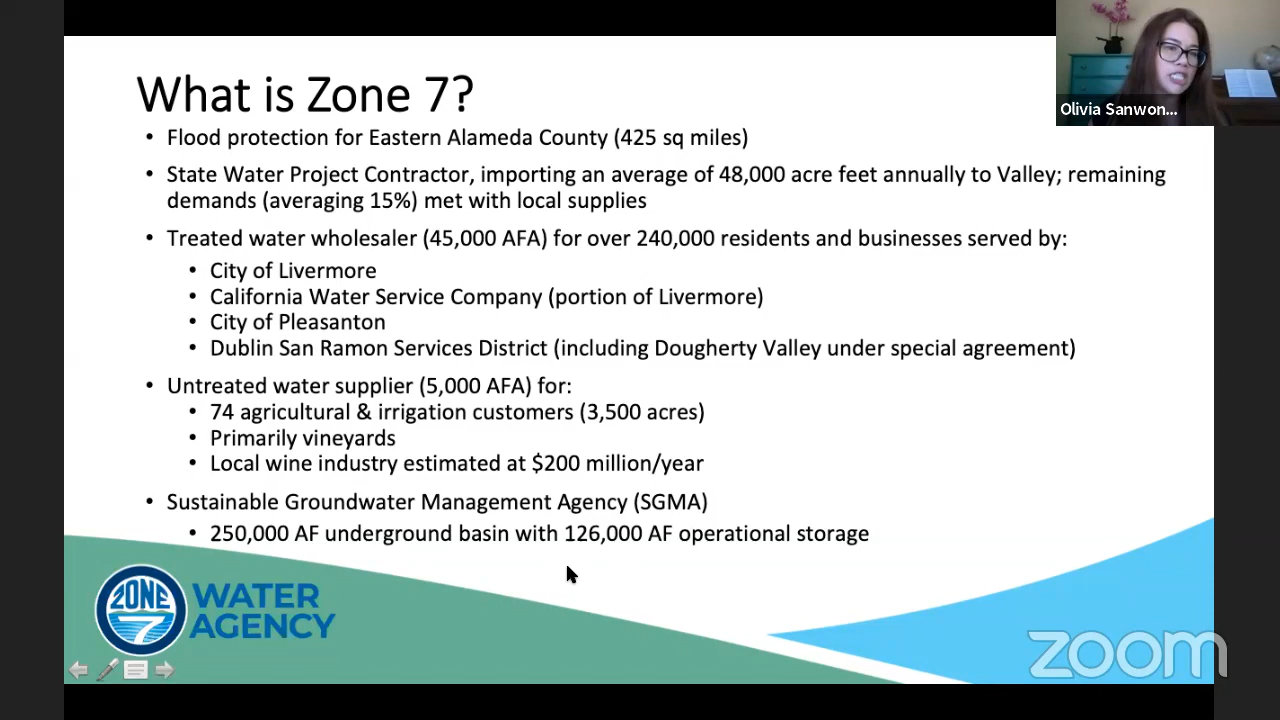 What is Zone 7?
• Flood protection for Eastern Alameda County (425 sq miles)
• State Water Project Contractor, importing an average of 48,000 acre feet annually to Valley; remaining
demands (averaging 15%) met with local supplies
• Treated water wholesaler (45,000 AFA) for over 240,000 residents and businesses served by:
• City of Livermore
• California Water Service Company (portion of Livermore)
• City of Pleasanton
• Dublin San Ramon Services District (including Dougherty Valley under special agreement)
• Untreated water supplier (5,000 AFA) for:
• 74 agricultural & irrigation customers (3,500 acres)
• Primarily vineyards
• Local wine industry estimated at $200 million/year
• Sustainable Groundwater Management Agency (SGMA)
• 250,000 AF underground basin with 126,000 AF operational storage
ZONE
7
WATER
AGENCY
Olivia Sanwon...
zoom